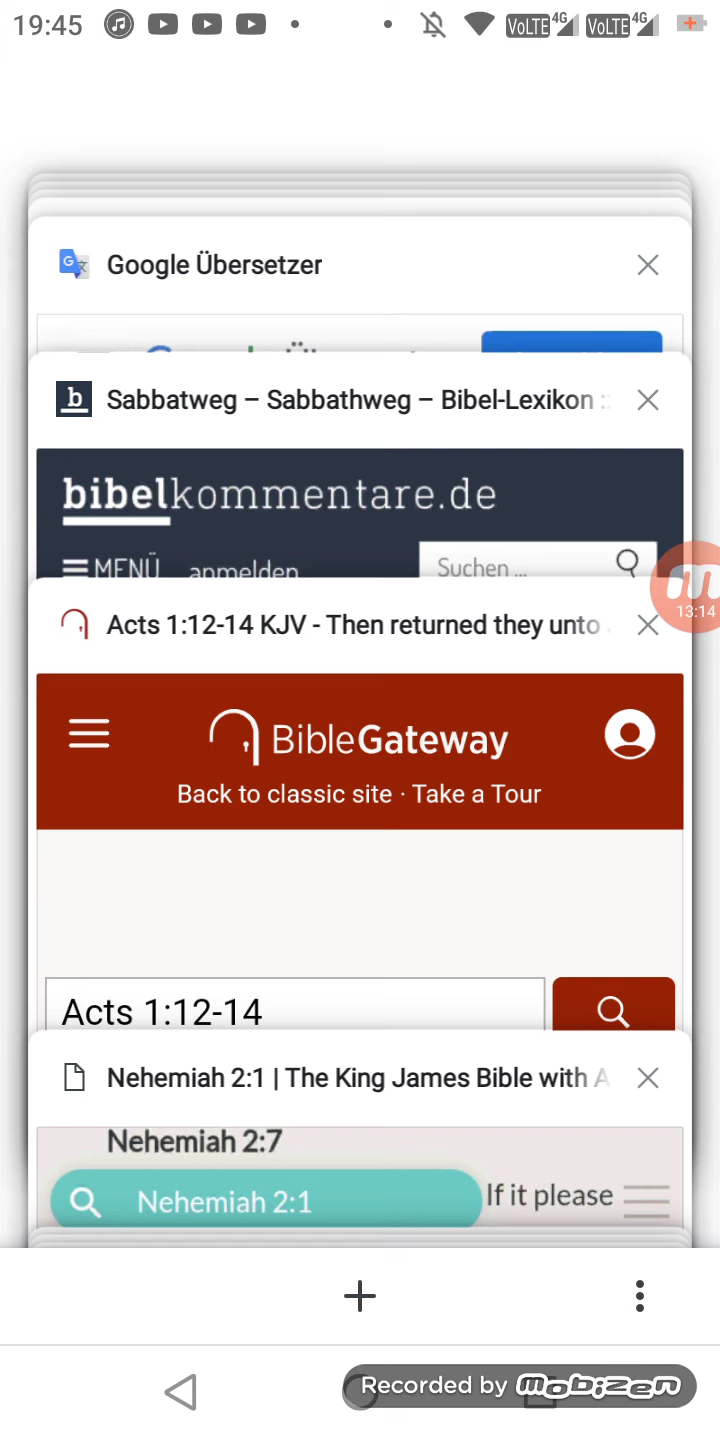 19:45 VoLTE 4G VoLTE 4G
Google Übersetzer
Sabbatweg – Sabbathweg – Bibel-Lexikon ::
bibelkommentare.de
MENÜ anmelden Suchen ...
Acts 1:12-14 KJV - Then returned they unto
13:14
BibleGateway
Back to classic site · Take a Tour
Acts 1:12-14
Nehemiah 2:1 | The King James Bible with A
Nehemiah 2:7
Nehemiah 2:1 If it please
Recorded by mobizen